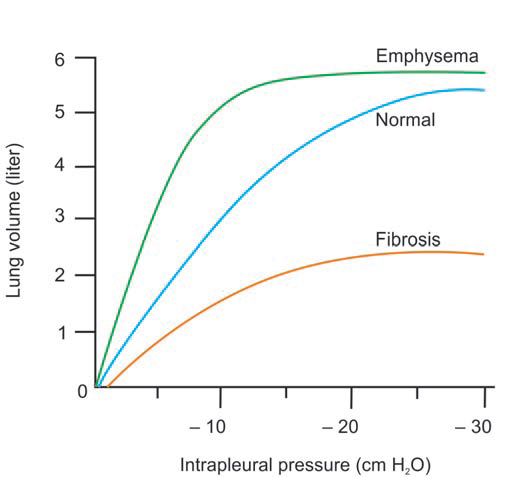 6
Emphysema
5
Normal
4
3
Fibrosis
2
1
0
– 10
– 20
– 30
Lung volume (liter)
Intrapleural pressure (cm H₂O)